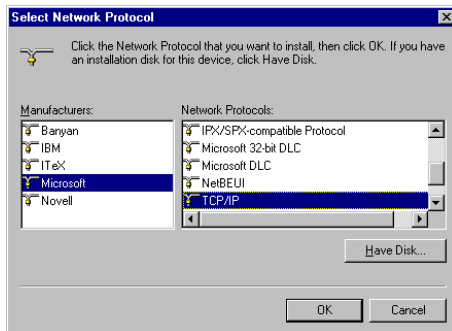 Select Network Protocol
Click the Network Protocol that you want to install, then click OK. If you have
an installation disk for this device, click Have Disk.
Manufacturers:
Banyan
IBM
ITeX
Microsoft
Novell
Network Protocols:
IPX/SPX-compatible Protocol
Microsoft 32-bit DLC
Microsoft DLC
NetBEUI
TCP/IP
Have Disk...
OK
Cancel